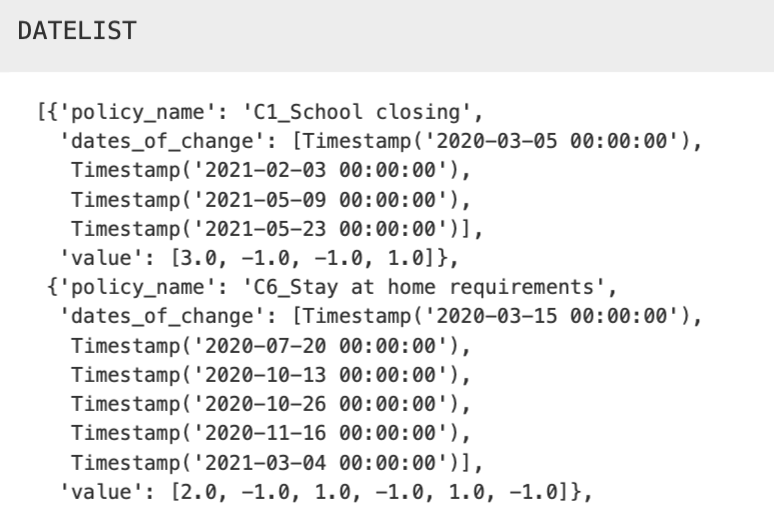 DATELIST
[{'policy_name': 'C1_School closing',
'dates_of_change': [Timestamp('2020-03-05 00:00:00'),
Timestamp('2021-02-03 00:00:00'),
Timestamp('2021-05-09 00:00:00'),
Timestamp('2021-05-23 00:00:00')],
'value': [3.0, -1.0, -1.0, 1.0]},
{'policy_name': 'C6_Stay at home requirements',
'dates_of_change': [Timestamp('2020-03-15 00:00:00'),
Timestamp('2020-07-20 00:00:00'),
Timestamp('2020-10-13 00:00:00'),
Timestamp('2020-10-26 00:00:00'),
Timestamp('2020-11-16 00:00:00'),
Timestamp('2021-03-04 00:00:00')],
'value': [2.0, -1.0, 1.0, -1.0, 1.0, -1.0]},